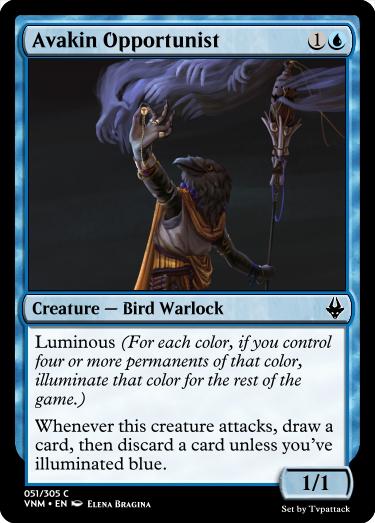 Avakin Opportunist 1
Creature — Bird Warlock
Luminous (For each color, if you control
four or more permanents of that color,
illuminate that color for the rest of the
game.)
Whenever this creature attacks, draw a
card, then discard a card unless you’ve
illuminated blue.
1/1
051/305 C
VNM • EN Elena Bragina
Set by Tvpattack